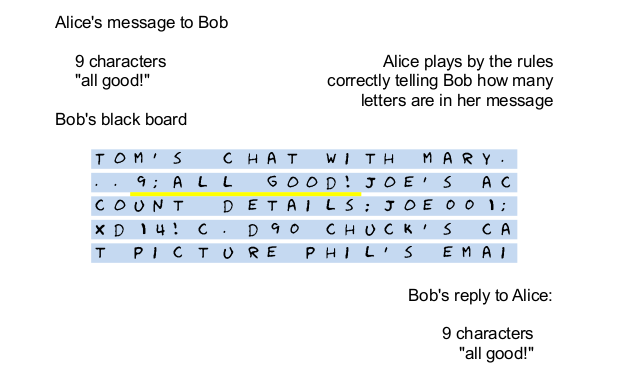 Alice's message to Bob
9 characters
"all good!"
Alice plays by the rules
correctly telling Bob how many
letters are in her message
Bob's black board
TOM'S CHAT WITH MARY.
..9;ALL GOOD!JOE'S AC
COUNT DETAILS:JOE001;
XD14!C.D90 CHUCK'S CA
T PICTURE PHIL'S EMAI
Bob's reply to Alice:
9 characters
"all good!"